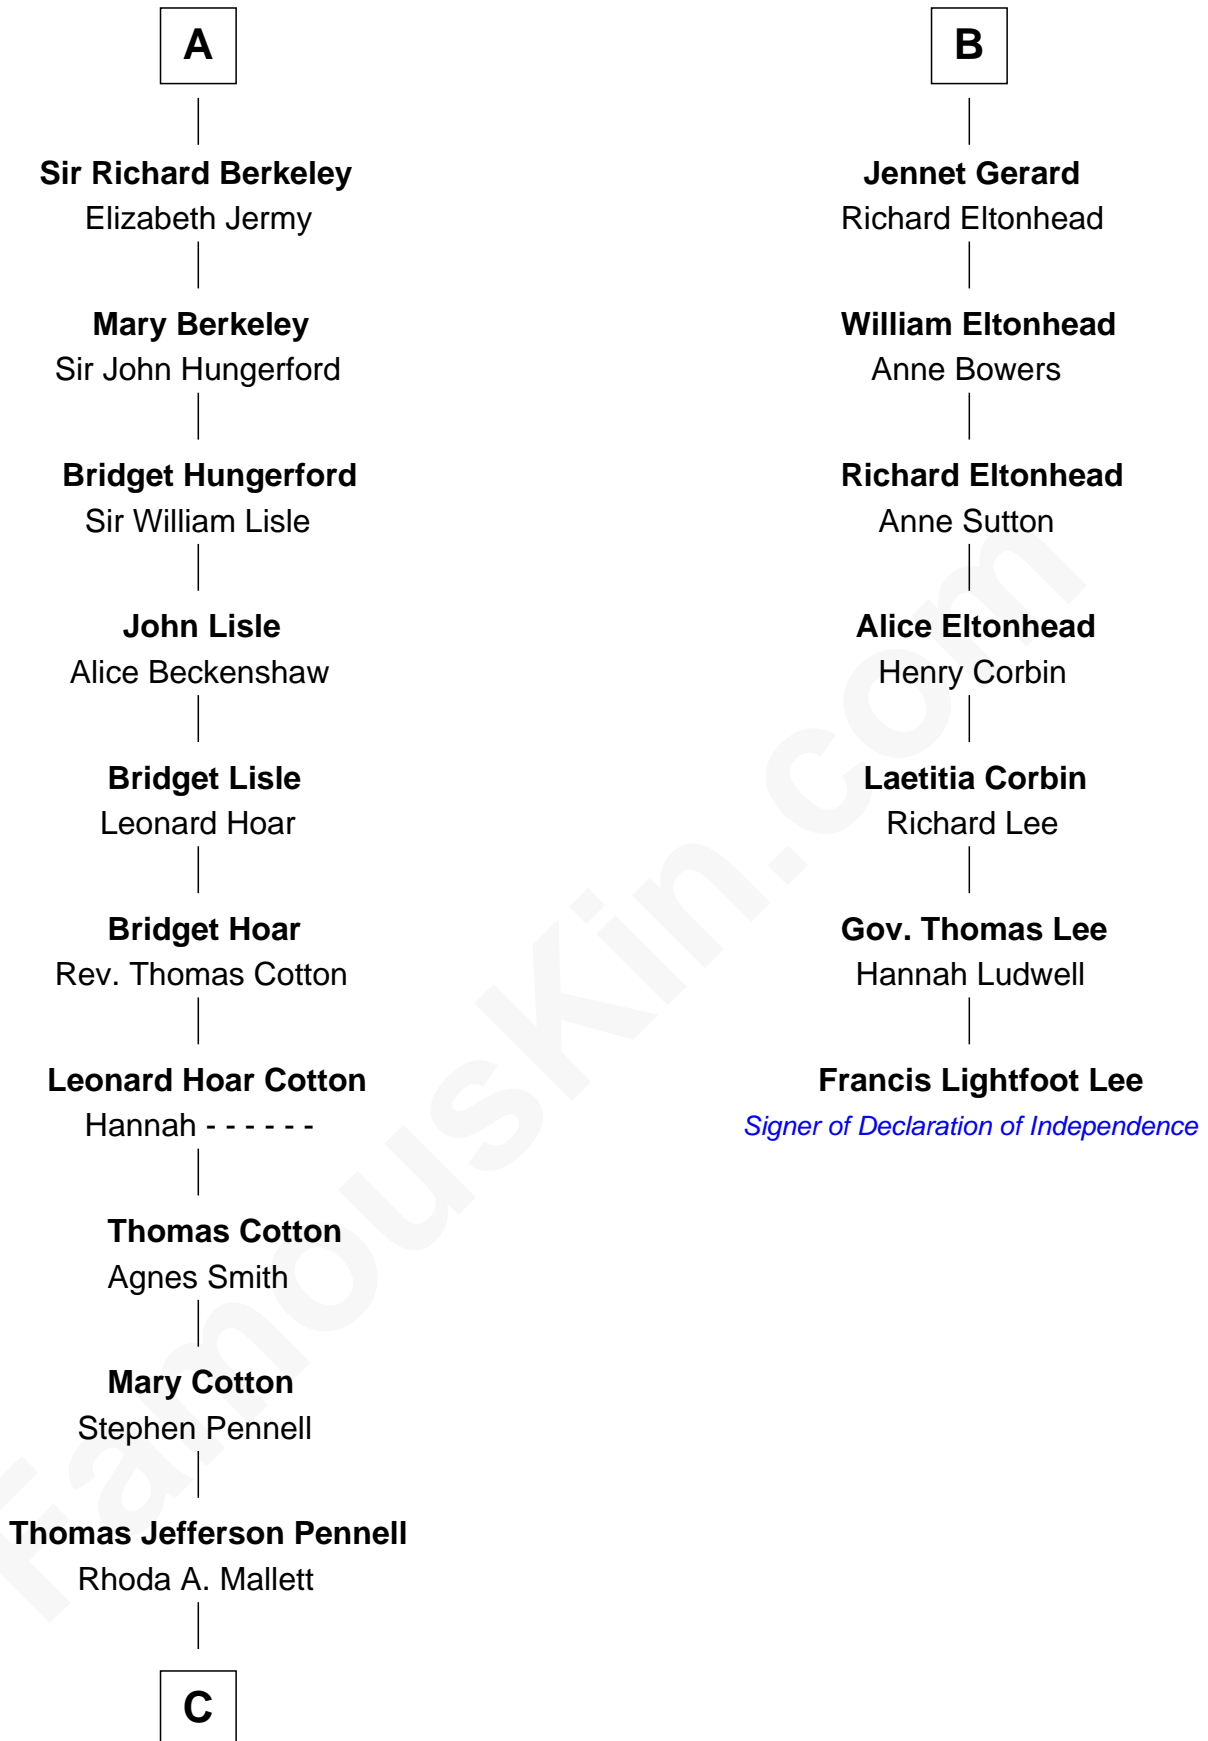 A
Sir Richard Berkeley
Elizabeth Jermy
Mary Berkeley
Sir John Hungerford
Bridget Hungerford
Sir William Lisle
John Lisle
Alice Beckenshaw
Bridget Lisle
Leonard Hoar
Bridget Hoar
Rev. Thomas Cotton
Leonard Hoar Cotton
Hannah - - - - - -
Thomas Cotton
Agnes Smith
Mary Cotton
Stephen Pennell
Thomas Jefferson Pennell
Rhoda A. Mallett
C
B
Jennet Gerard
Richard Eltonhead
William Eltonhead
Anne Bowers
Richard Eltonhead
Anne Sutton
Alice Eltonhead
Henry Corbin
Laetitia Corbin
Richard Lee
Gov. Thomas Lee
Hannah Ludwell
Francis Lightfoot Lee
Signer of Declaration of Independence
FamousKin.com